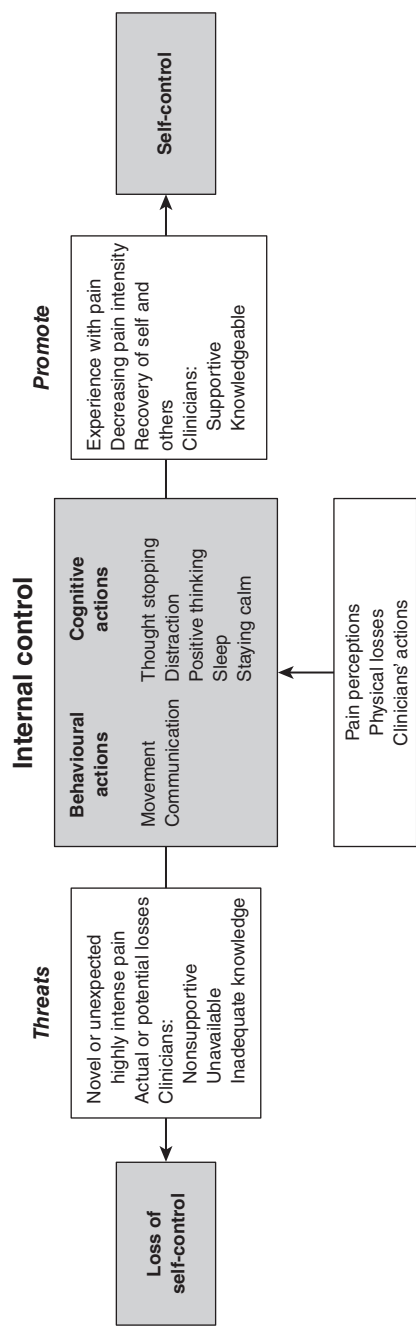 Internal control
Threats
Promote
Loss of
self-control
Novel or unexpected
highly intense pain
Actual or potential losses
Clinicians:
Nonsupportive
Unavailable
Inadequate knowledge
Behavioural
actions
Movement
Communication
Cognitive
actions
Thought stopping
Distraction
Positive thinking
Sleep
Staying calm
Experience with pain
Decreasing pain intensity
Recovery of self and
others
Clinicians:
Supportive
Knowledgeable
Self-control
Pain perceptions
Physical losses
Clinicians' actions